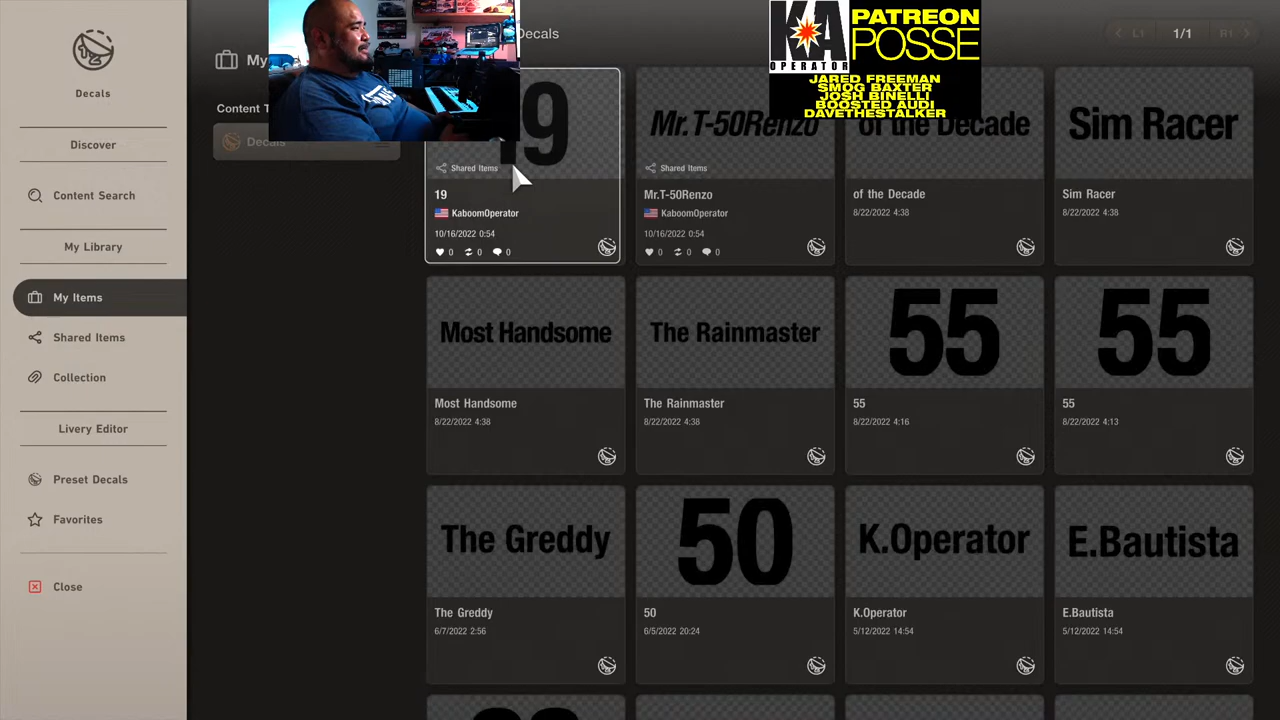 Decals
Discover
Content Search
My Library
My Items
Shared Items
Collection
Livery Editor
Preset Decals
Favorites
Close
My
Content T
Decals
Decals
L1
1/1
R1
KA
OPERATOR
PATREON
POSSE
JARED FREEMAN
SMOG BAXTER
JOSH BINELLI
BOOSTED AUDI
DAVETHESTALKER
19
Shared Items
19
KaboomOperator
10/16/2022 0:54
0 0 0
Mr.T-50Renzo
Shared Items
Mr.T-50Renzo
KaboomOperator
10/16/2022 0:54
0 0 0
of the Decade
of the Decade
8/22/2022 4:38
Sim Racer
Sim Racer
8/22/2022 4:38
Most Handsome
Most Handsome
8/22/2022 4:38
The Rainmaster
The Rainmaster
8/22/2022 4:38
55
55
8/22/2022 4:16
55
55
8/22/2022 4:13
The Greddy
The Greddy
6/7/2022 2:56
50
50
6/5/2022 20:24
K.Operator
K.Operator
5/12/2022 14:54
E.Bautista
E.Bautista
5/12/2022 14:54